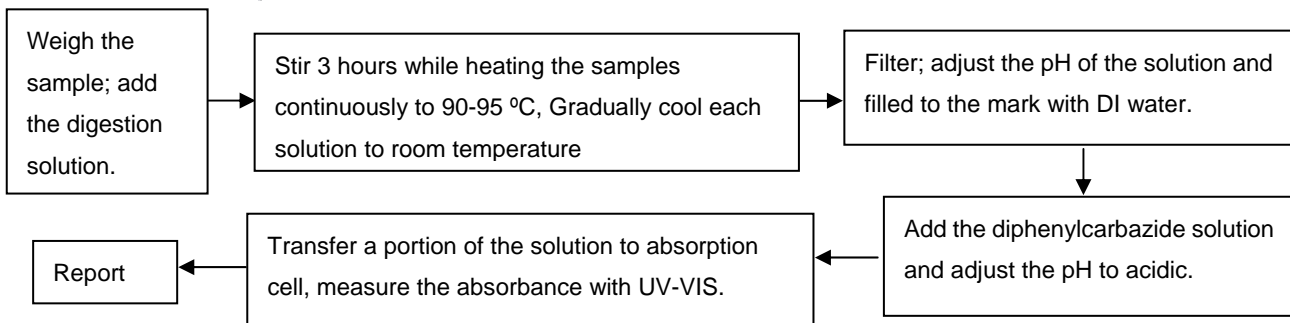 Weigh the
sample; add
the digestion
solution.
Stir 3 hours while heating the samples
continuously to 90-95 ºC, Gradually cool each
solution to room temperature
Filter; adjust the pH of the solution and
filled to the mark with DI water.
Add the diphenylcarbazide solution
and adjust the pH to acidic.
Transfer a portion of the solution to absorption
cell, measure the absorbance with UV-VIS.
Report